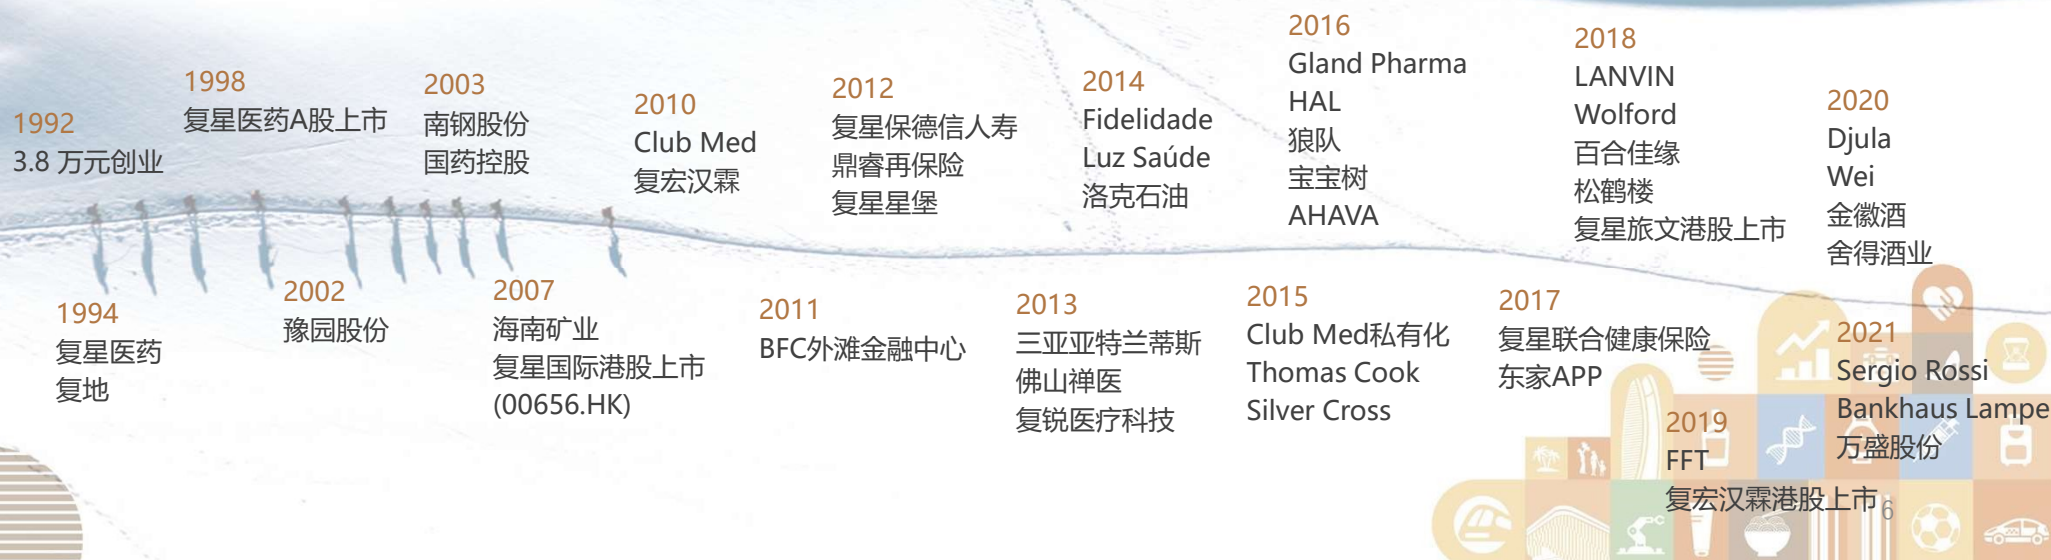 1992
3.8 万元创业
1994
复星医药
复地
1998
复星医药A股上市
2002
豫园股份
2003
南钢股份
国药控股
2007
海南矿业
复星国际港股上市
(00656.HK)
2010
Club Med
复宏汉霖
2011
BFC外滩金融中心
2012
复星保德信人寿
鼎睿再保险
复星星堡
2013
三亚亚特兰蒂斯
佛山禅医
复锐医疗科技
2014
Fidelidade
Luz Saúde
洛克石油
2015
Club Med私有化
Thomas Cook
Silver Cross
2016
Gland Pharma
HAL
狼队
宝宝树
AHAVA
2017
复星联合健康保险
东家APP
2018
LANVIN
Wolford
百合佳缘
松鹤楼
复星旅文港股上市
2019
FFT
复宏汉霖港股上市
2020
Djula
Wei
金徽酒
舍得酒业
2021
Sergio Rossi
Bankhaus Lampe
万盛股份
6